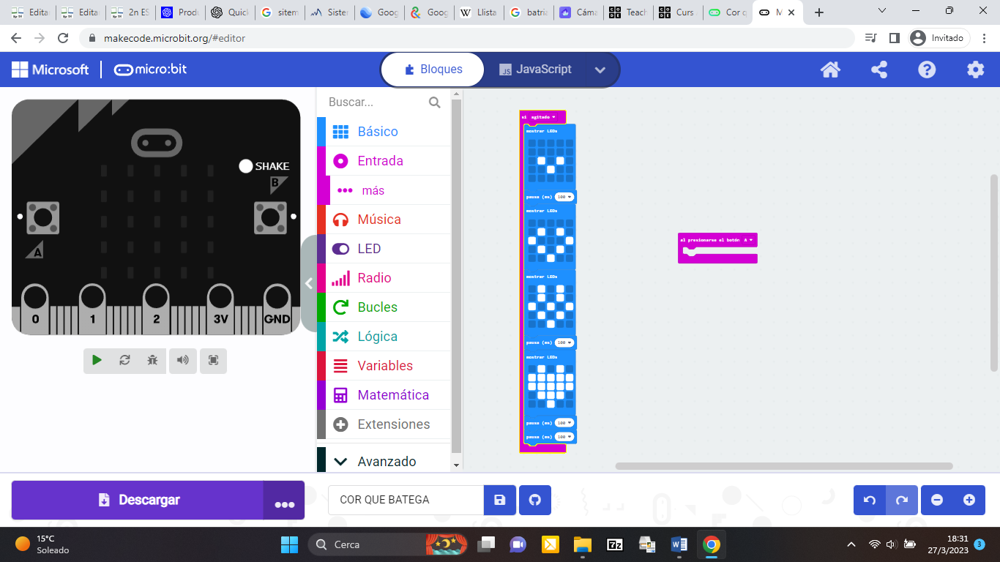 Edita
Edita
2n ES
Produ
Quick
sitem
Sister
Goog
Goog
Llista
batria
Cáma
Teach
Curs
Cor q
M
makecode.microbit.org/#editor
Invitado
Microsoft
micro:bit
Bloques
JS JavaScript
SHAKE
B
A
0 1 2 3V GND
Buscar...
Básico
Entrada
más
Música
LED
Radio
Bucles
Lógica
Variables
Matemática
Extensiones
Avanzado
si agitado
mostrar LEDs
pausa (ms) 100
mostrar LEDs
mostrar LEDs
pausa (ms) 100
mostrar LEDs
pausa (ms) 100
pausa (ms) 100
al presionarse el botón A
Descargar
COR QUE BATEGA
15°C
Soleado
Cerca
7z
18:31
27/3/2023
3